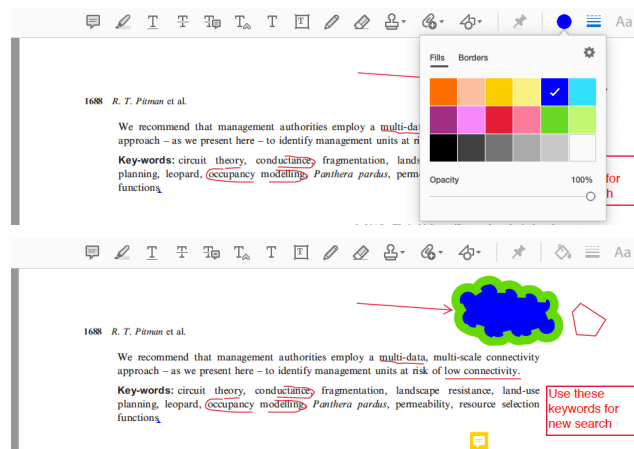 Aa
Fills Borders
1688 R. T. Pitman et al.
We recommend that management authorities employ a multi-dat
approach – as we present here – to identify management units at ri
Key-words: circuit theory, conductance, fragmentation, lands
planning, leopard, occupancy modelling, Panthera pardus, perme
functions.
Opacity 100%
for
h
Aa
1688 R. T. Pitman et al.
We recommend that management authorities employ a multi-data, multi-scale connectivity
approach – as we present here – to identify management units at risk of low connectivity.
Key-words: circuit theory, conductance, fragmentation, landscape resistance, land-use
planning, leopard, occupancy modelling, Panthera pardus, permeability, resource selection
functions.
Use these
keywords for
new search